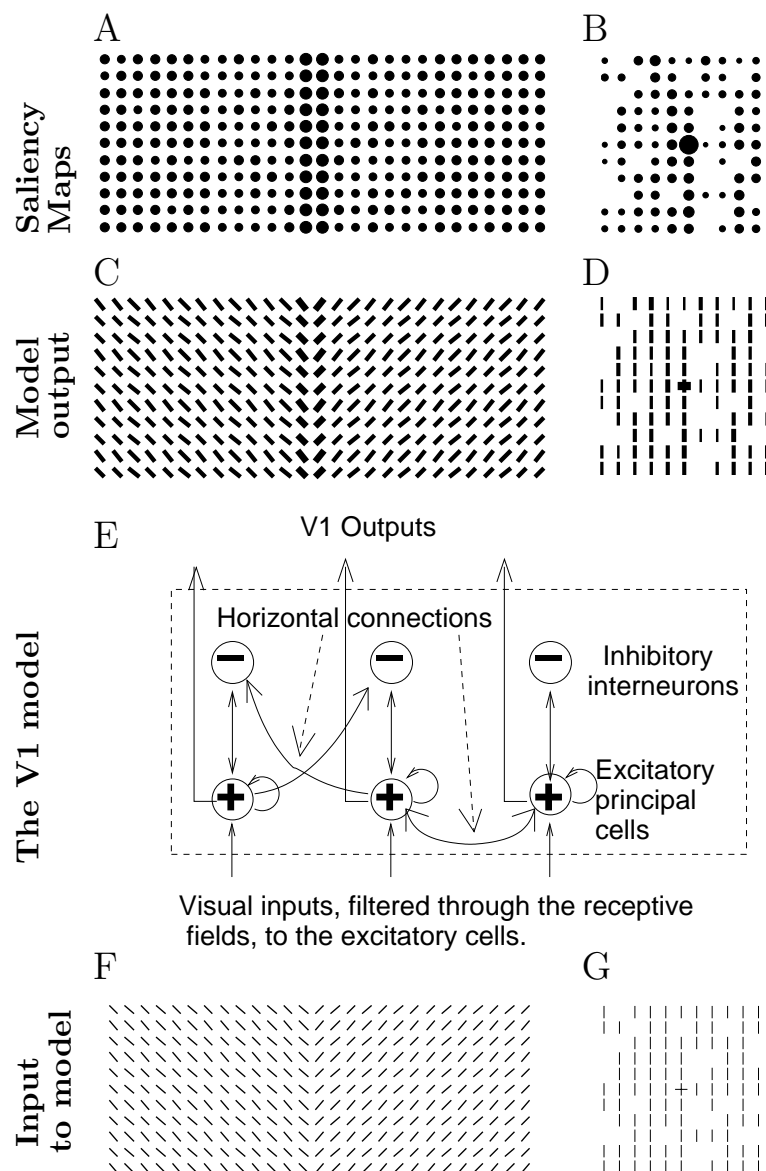 A
B
Saliency
Maps
C
D
Model
output
E
V1 Outputs
Horizontal connections
Inhibitory
interneurons
The V1 model
Excitatory
principal
cells
Visual inputs, filtered through the receptive
fields, to the excitatory cells.
F
G
Input
to model